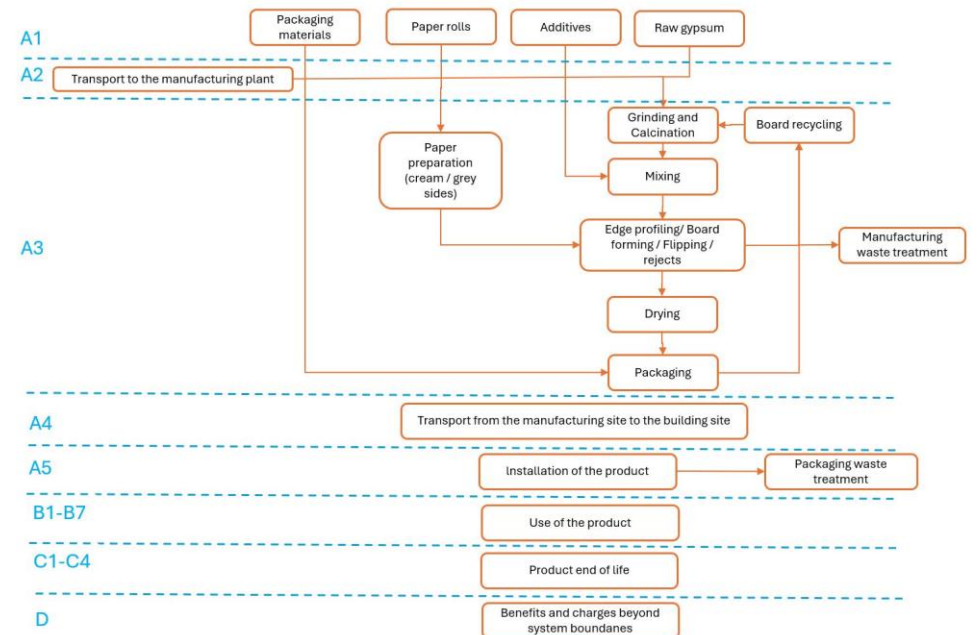 A1
Packaging
materials
Paper rolls
Additives
Raw gypsum
A2
Transport to the manufacturing plant
A3
Grinding and
Calcination
Board recycling
Paper
preparation
(cream / grey
sides)
Mixing
Edge profiling/ Board
forming / Flipping /
rejects
Manufacturing
waste treatment
Drying
Packaging
A4
Transport from the manufacturing site to the building site
A5
Installation of the product
Packaging waste
treatment
B1-B7
Use of the product
C1-C4
Product end of life
D
Benefits and charges beyond
system boundanes